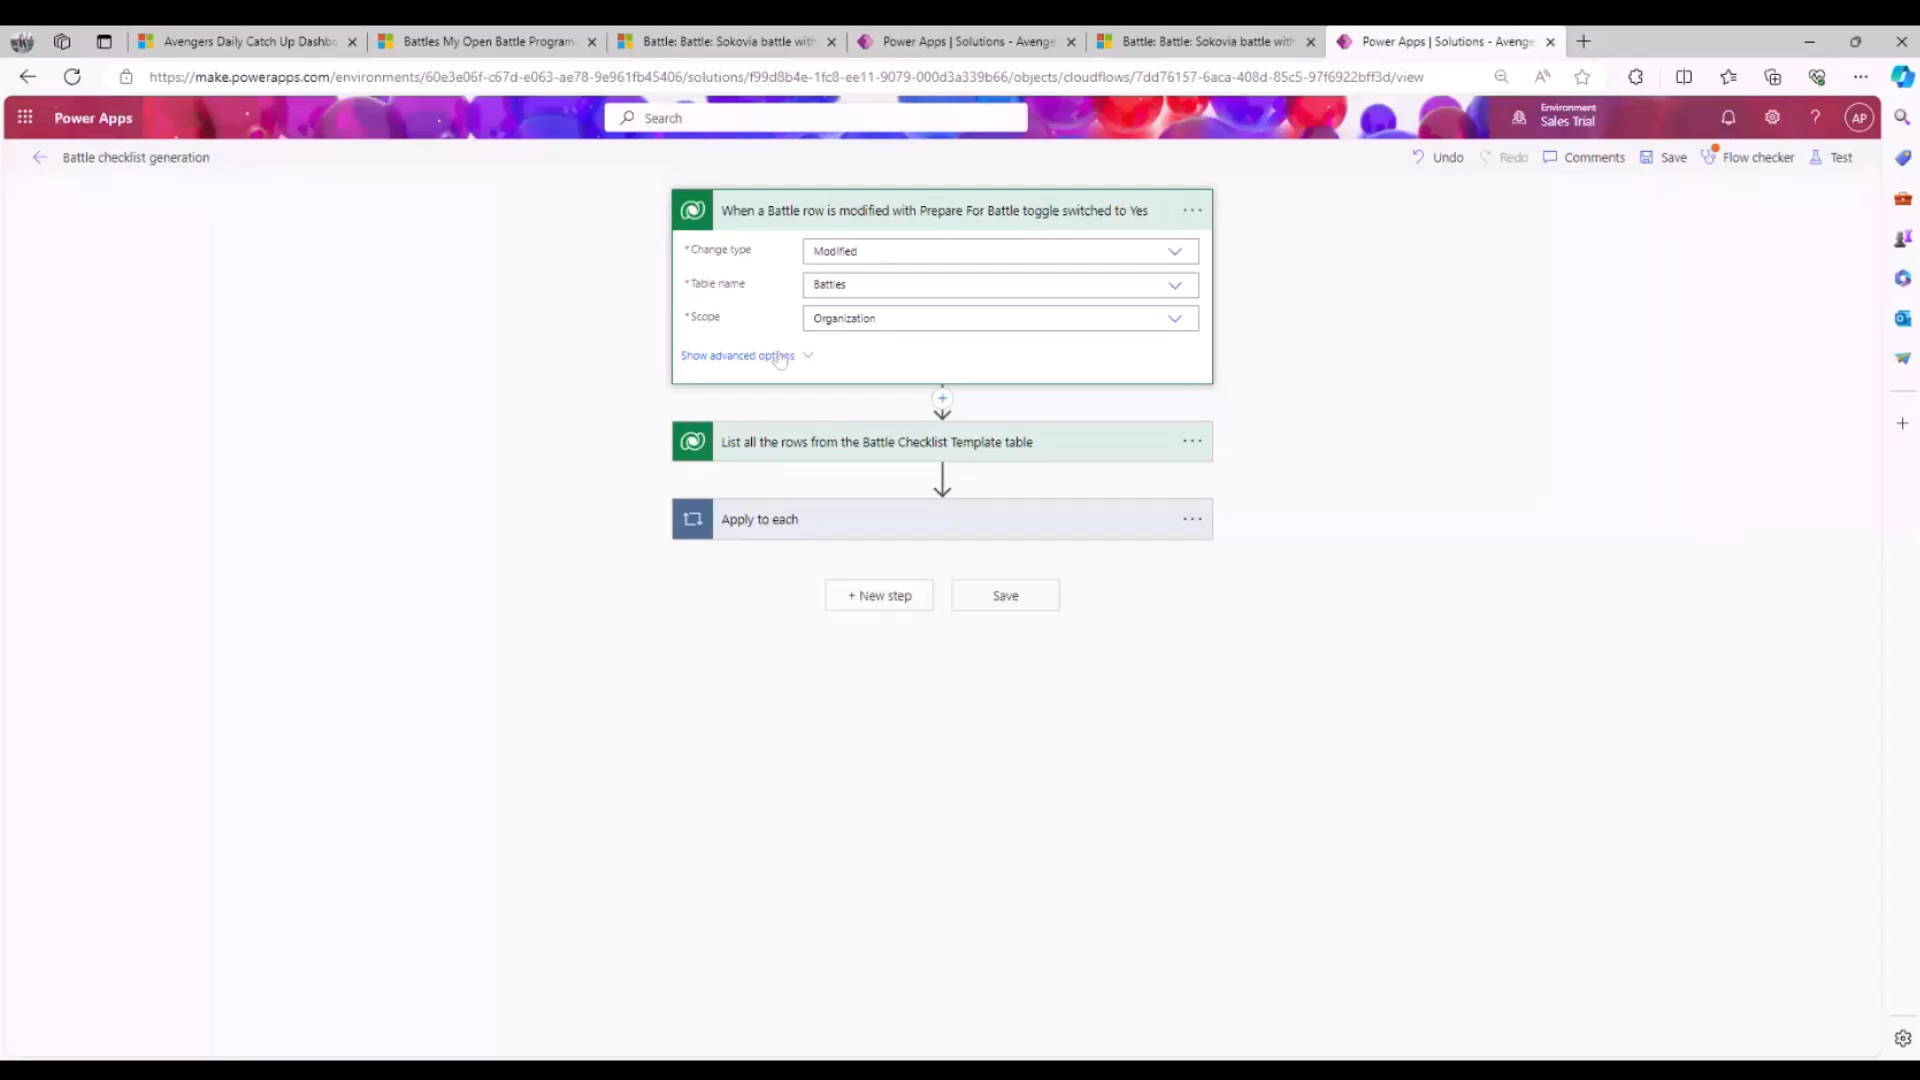 Avengers Daily Catch Up Dashbo
Battles My Open Battle Program
Battle: Battle: Sokovia battle with
Power Apps | Solutions - Avenge
Battle: Battle: Sokovia battle with
Power Apps | Solutions - Avenge
https://make.powerapps.com/environments/60e3e06f-c67d-e063-ae78-9e961fb45406/solutions/f99d8b4e-1fc8-ee11-9079-000d3a339b66/objects/cloudflows/7dd76157-6aca-408d-85c5-97f6922bff3d/view
Power Apps
Search
Environment
Sales Trial
AP
Battle checklist generation
Undo
Redo
Comments
Save
Flow checker
Test
When a Battle row is modified with Prepare For Battle toggle switched to Yes
* Change type
Modified
* Table name
Battles
* Scope
Organization
Show advanced options
List all the rows from the Battle Checklist Template table
Apply to each
+ New step
Save